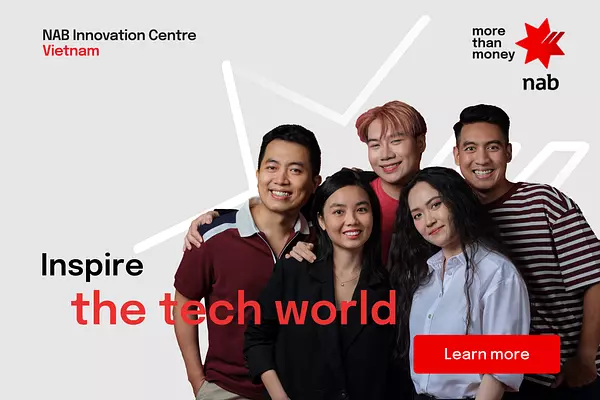 NAB Innovation Centre
Vietnam
more
than
money
nab
Inspire
the tech world
Learn more